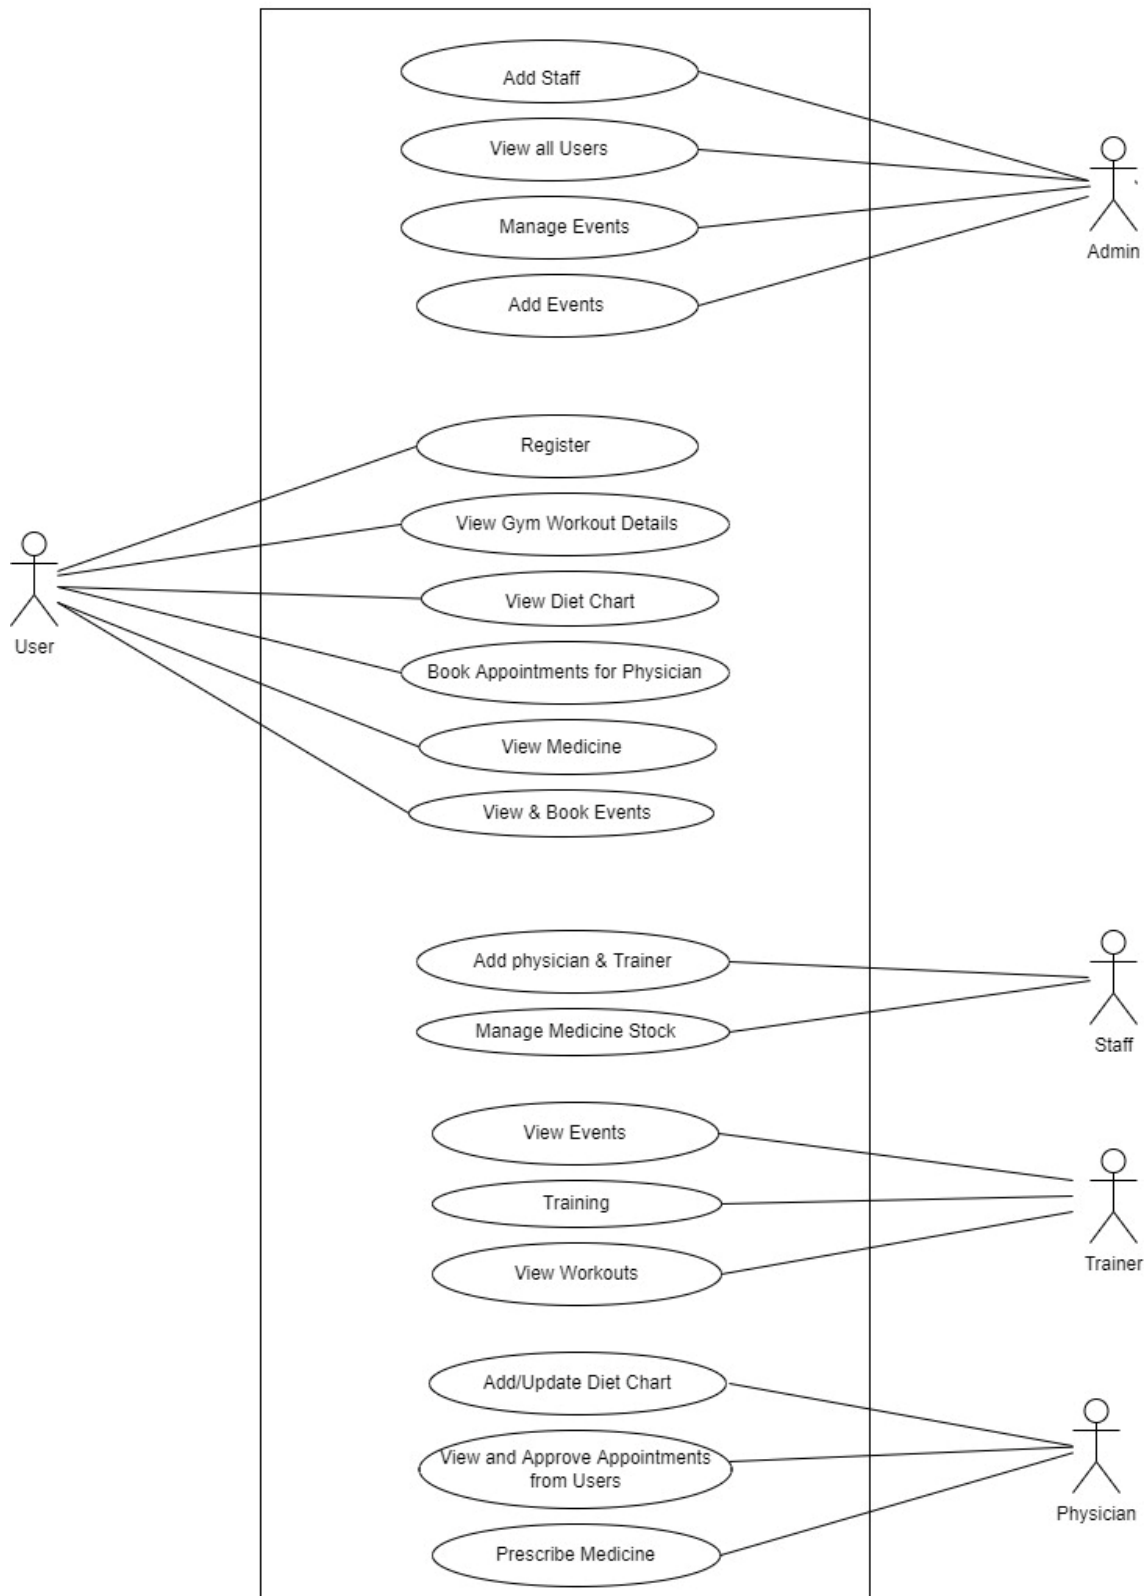 Add Staff
View all Users
Manage Events
Admin
Add Events
Register
View Gym Workout Details
View Diet Chart
User
Book Appointments for Physician
View Medicine
View & Book Events
Add physician & Trainer
Manage Medicine Stock
Staff
View Events
Training
View Workouts
Trainer
Add/Update Diet Chart
View and Approve Appointments
from Users
Physician
Prescribe Medicine